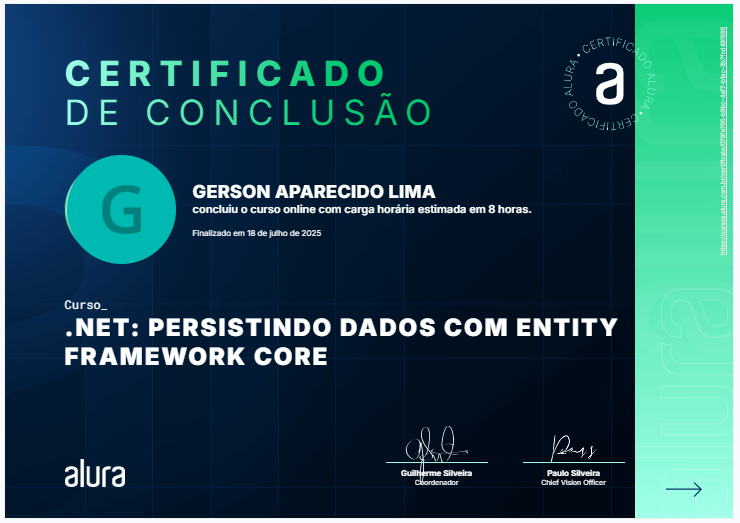 CERTIFICADO
DE CONCLUSÃO
CERTIFICADO ALURA • CERTIFICADO ALURA •
a
G
GERSON APARECIDO LIMA
concluiu o curso online com carga horária estimada em 8 horas.
Finalizado em 18 de julho de 2025
Curso_
.NET: PERSISTINDO DADOS COM ENTITY
FRAMEWORK CORE
alura
Guilherme Silveira
Coordenador
Paulo Silveira
Chief Vision Officer
alura